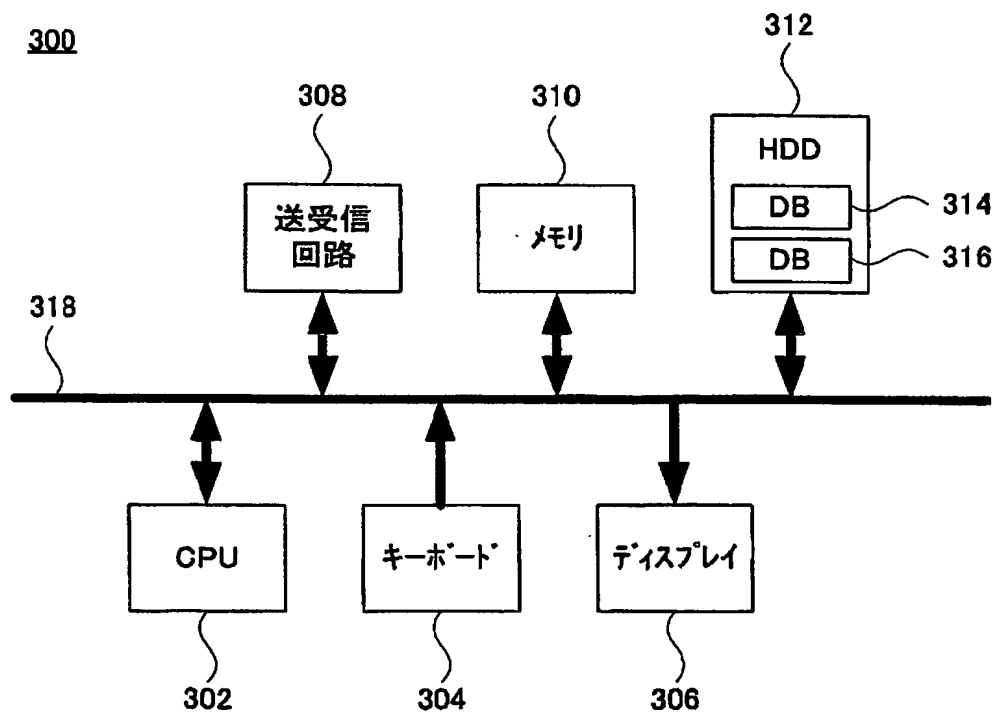 300
312
308
310
HDD
送受信
回路
メモリ
DB
314
DB
316
318
CPU
キーボード
ディスプレイ
302
304
306